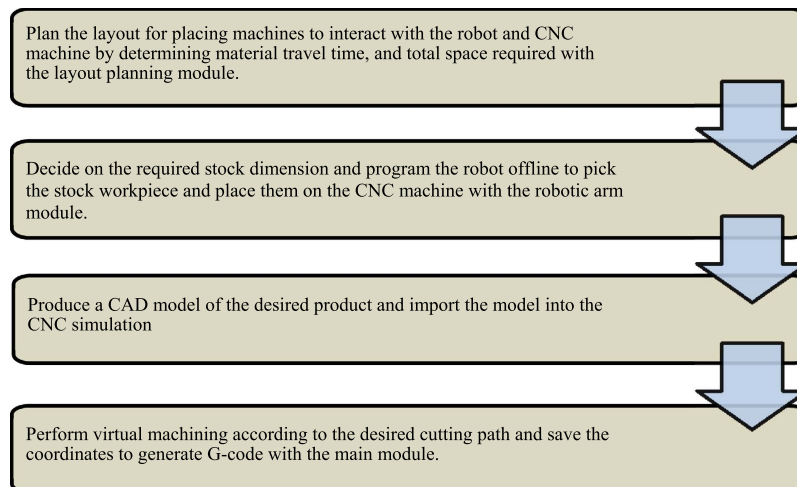 Plan the layout for placing machines to interact with the robot and CNC
machine by determining material travel time, and total space required with
the layout planning module.
Decide on the required stock dimension and program the robot offline to pick
the stock workpiece and place them on the CNC machine with the robotic arm
module.
Produce a CAD model of the desired product and import the model into the
CNC simulation
Perform virtual machining according to the desired cutting path and save the
coordinates to generate G-code with the main module.